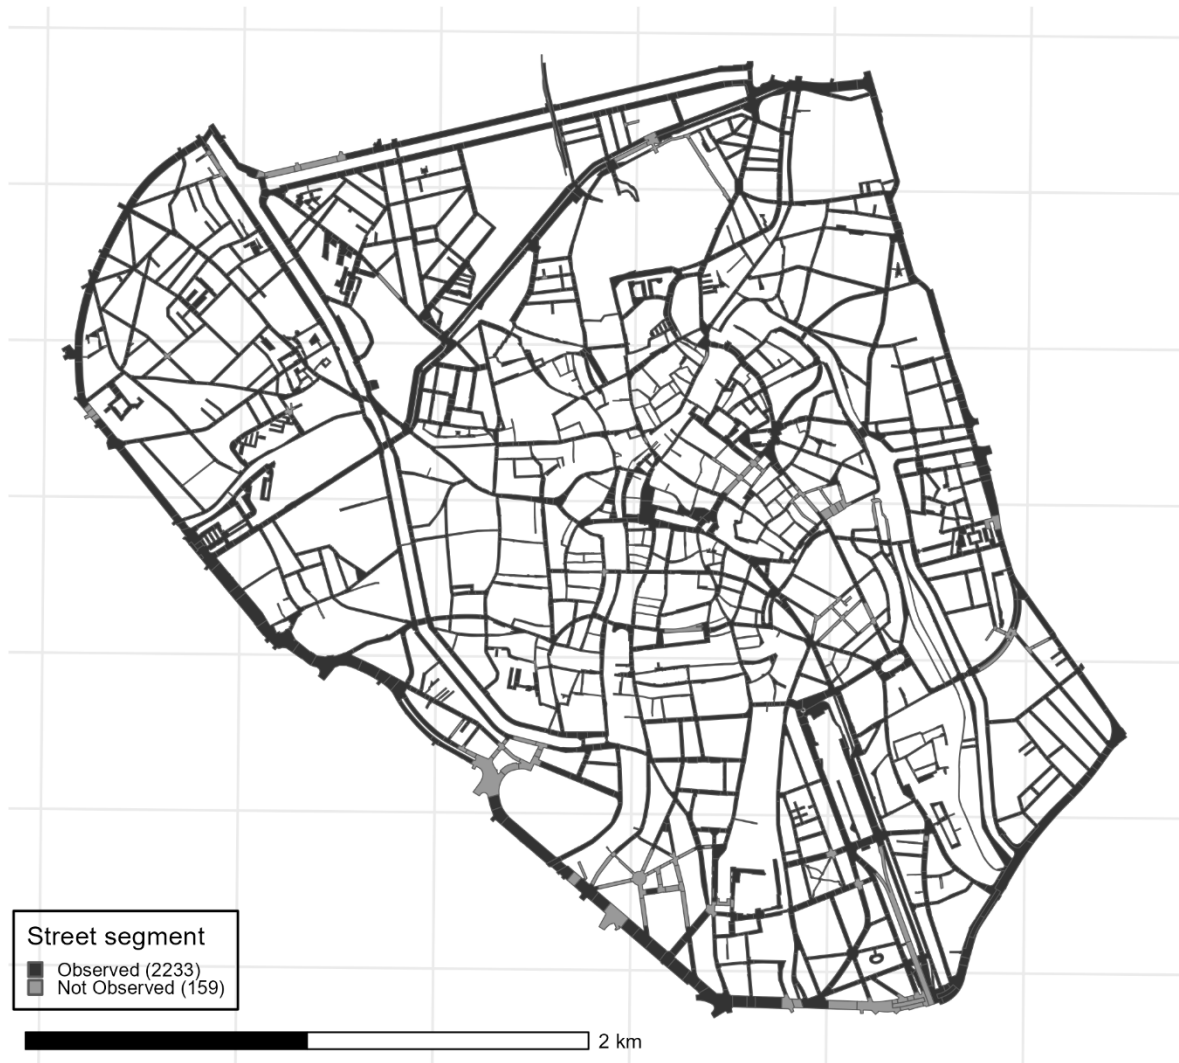 Street segment
Observed (2233)
Not Observed (159)
2 km